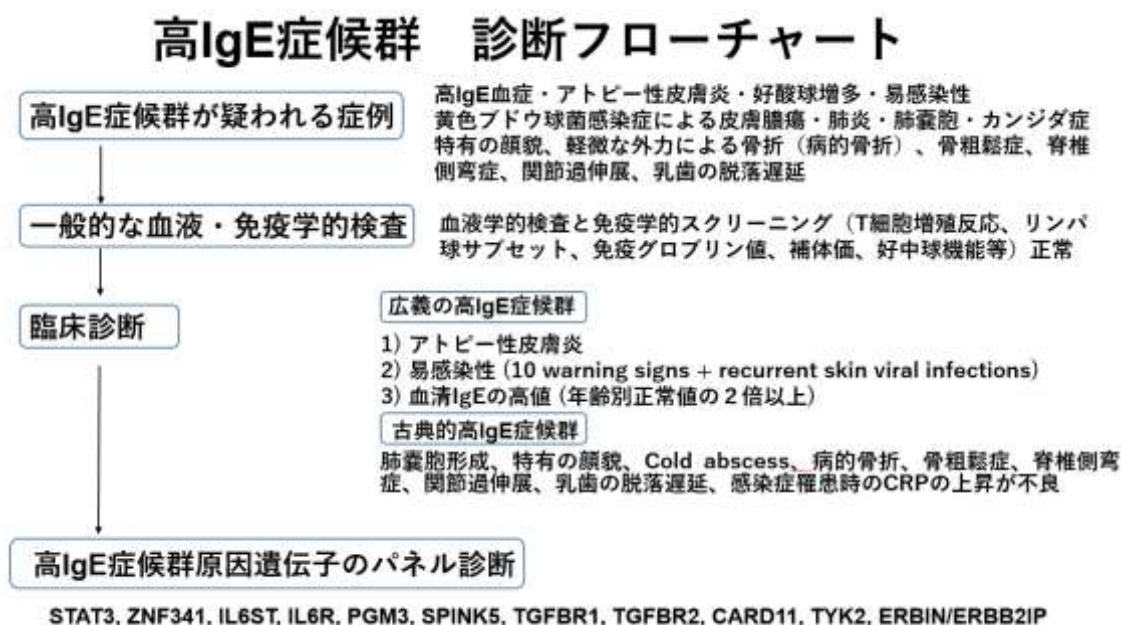 高IgE症候群 診断フローチャート
高IgE症候群が疑われる症例
高IgE血症・アトピー性皮膚炎・好酸球増多・易感染性
黄色ブドウ球菌感染症による皮膚膿瘍・肺炎・肺嚢胞・カンジダ症
特有の顔貌、軽微な外力による骨折（病的骨折）、骨粗鬆症、脊椎
側弯症、関節過伸展、乳歯の脱落遅延
一般的な血液・免疫学的検査
血液学的検査と免疫学的スクリーニング（T細胞増殖反応、リンパ
球サブセット、免疫グロブリン値、補体価、好中球機能等）正常
臨床診断
広義の高IgE症候群
1) アトピー性皮膚炎
2) 易感染性 (10 warning signs + recurrent skin viral infections)
3) 血清IgEの高値 (年齢別正常値の２倍以上)
古典的高IgE症候群
肺嚢胞形成、特有の顔貌、Cold abscess、病的骨折、骨粗鬆症、脊椎側弯
症、関節過伸展、乳歯の脱落遅延、感染症罹患時のCRPの上昇が不良
高IgE症候群原因遺伝子のパネル診断
STAT3, ZNF341, IL6ST, IL6R, PGM3, SPINK5, TGFBR1, TGFBR2, CARD11, TYK2, ERBIN/ERBB2IP